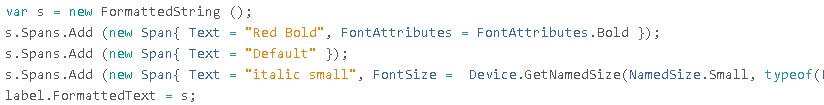 var s = new FormattedString ();
s.Spans.Add (new Span{ Text = "Red Bold", FontAttributes = FontAttributes.Bold });
s.Spans.Add (new Span{ Text = "Default" });
s.Spans.Add (new Span{ Text = "italic small", FontSize =  Device.GetNamedSize(NamedSize.Small, typeof(
label.FormattedText = s;